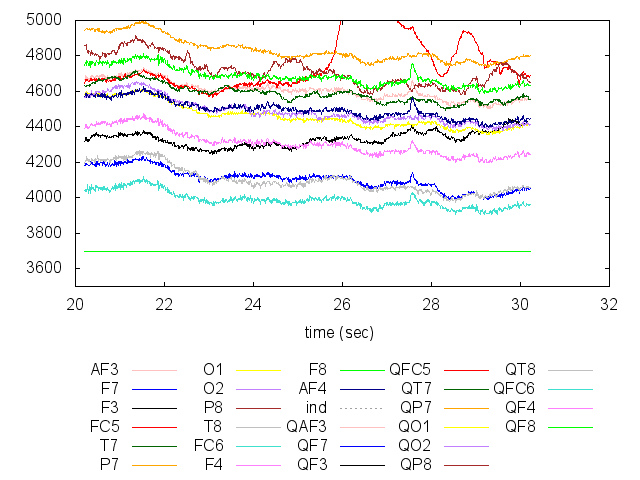 5000
4800
4600
4400
4200
4000
3800
3600
20 22 24 26 28 30 32
time (sec)
AF3 O1 F8 QFC5 QT8
F7 O2 AF4 QT7 QFC6
F3 P8 ind QP7 QF4
FC5 T8 QAF3 QO1 QF8
T7 FC6 QF7 QO2
P7 F4 QF3 QP8